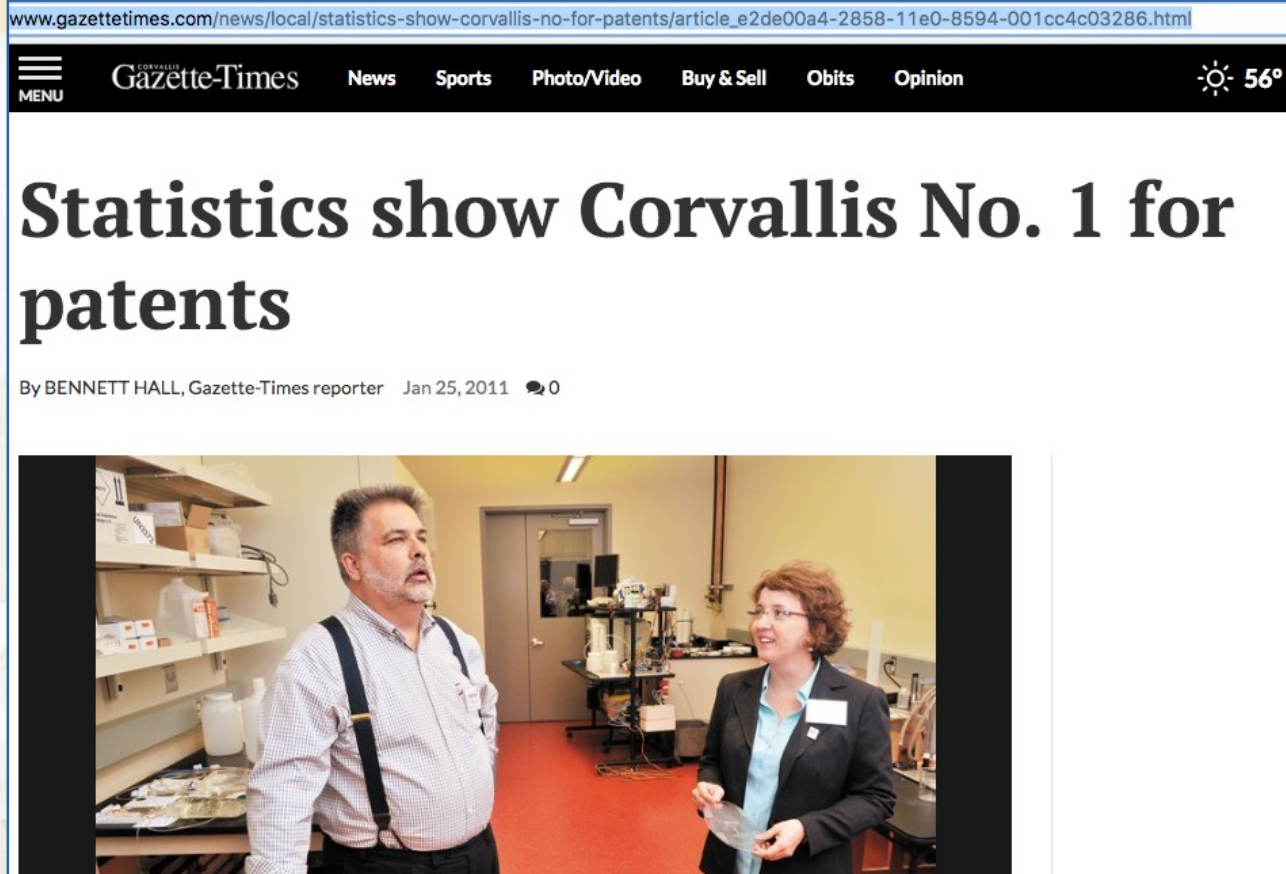 www.gazettetimes.com/news/local/statistics-show-corvallis-no-for-patents/article_e2de00a4-2858-11e0-8594-001cc4c03286.html
MENU
CORVALLIS
Gazette-Times
News Sports Photo/Video Buy & Sell Obits Opinion 56°
Statistics show Corvallis No. 1 for
patents
By BENNETT HALL, Gazette-Times reporter Jan 25, 2011 0
UN3373